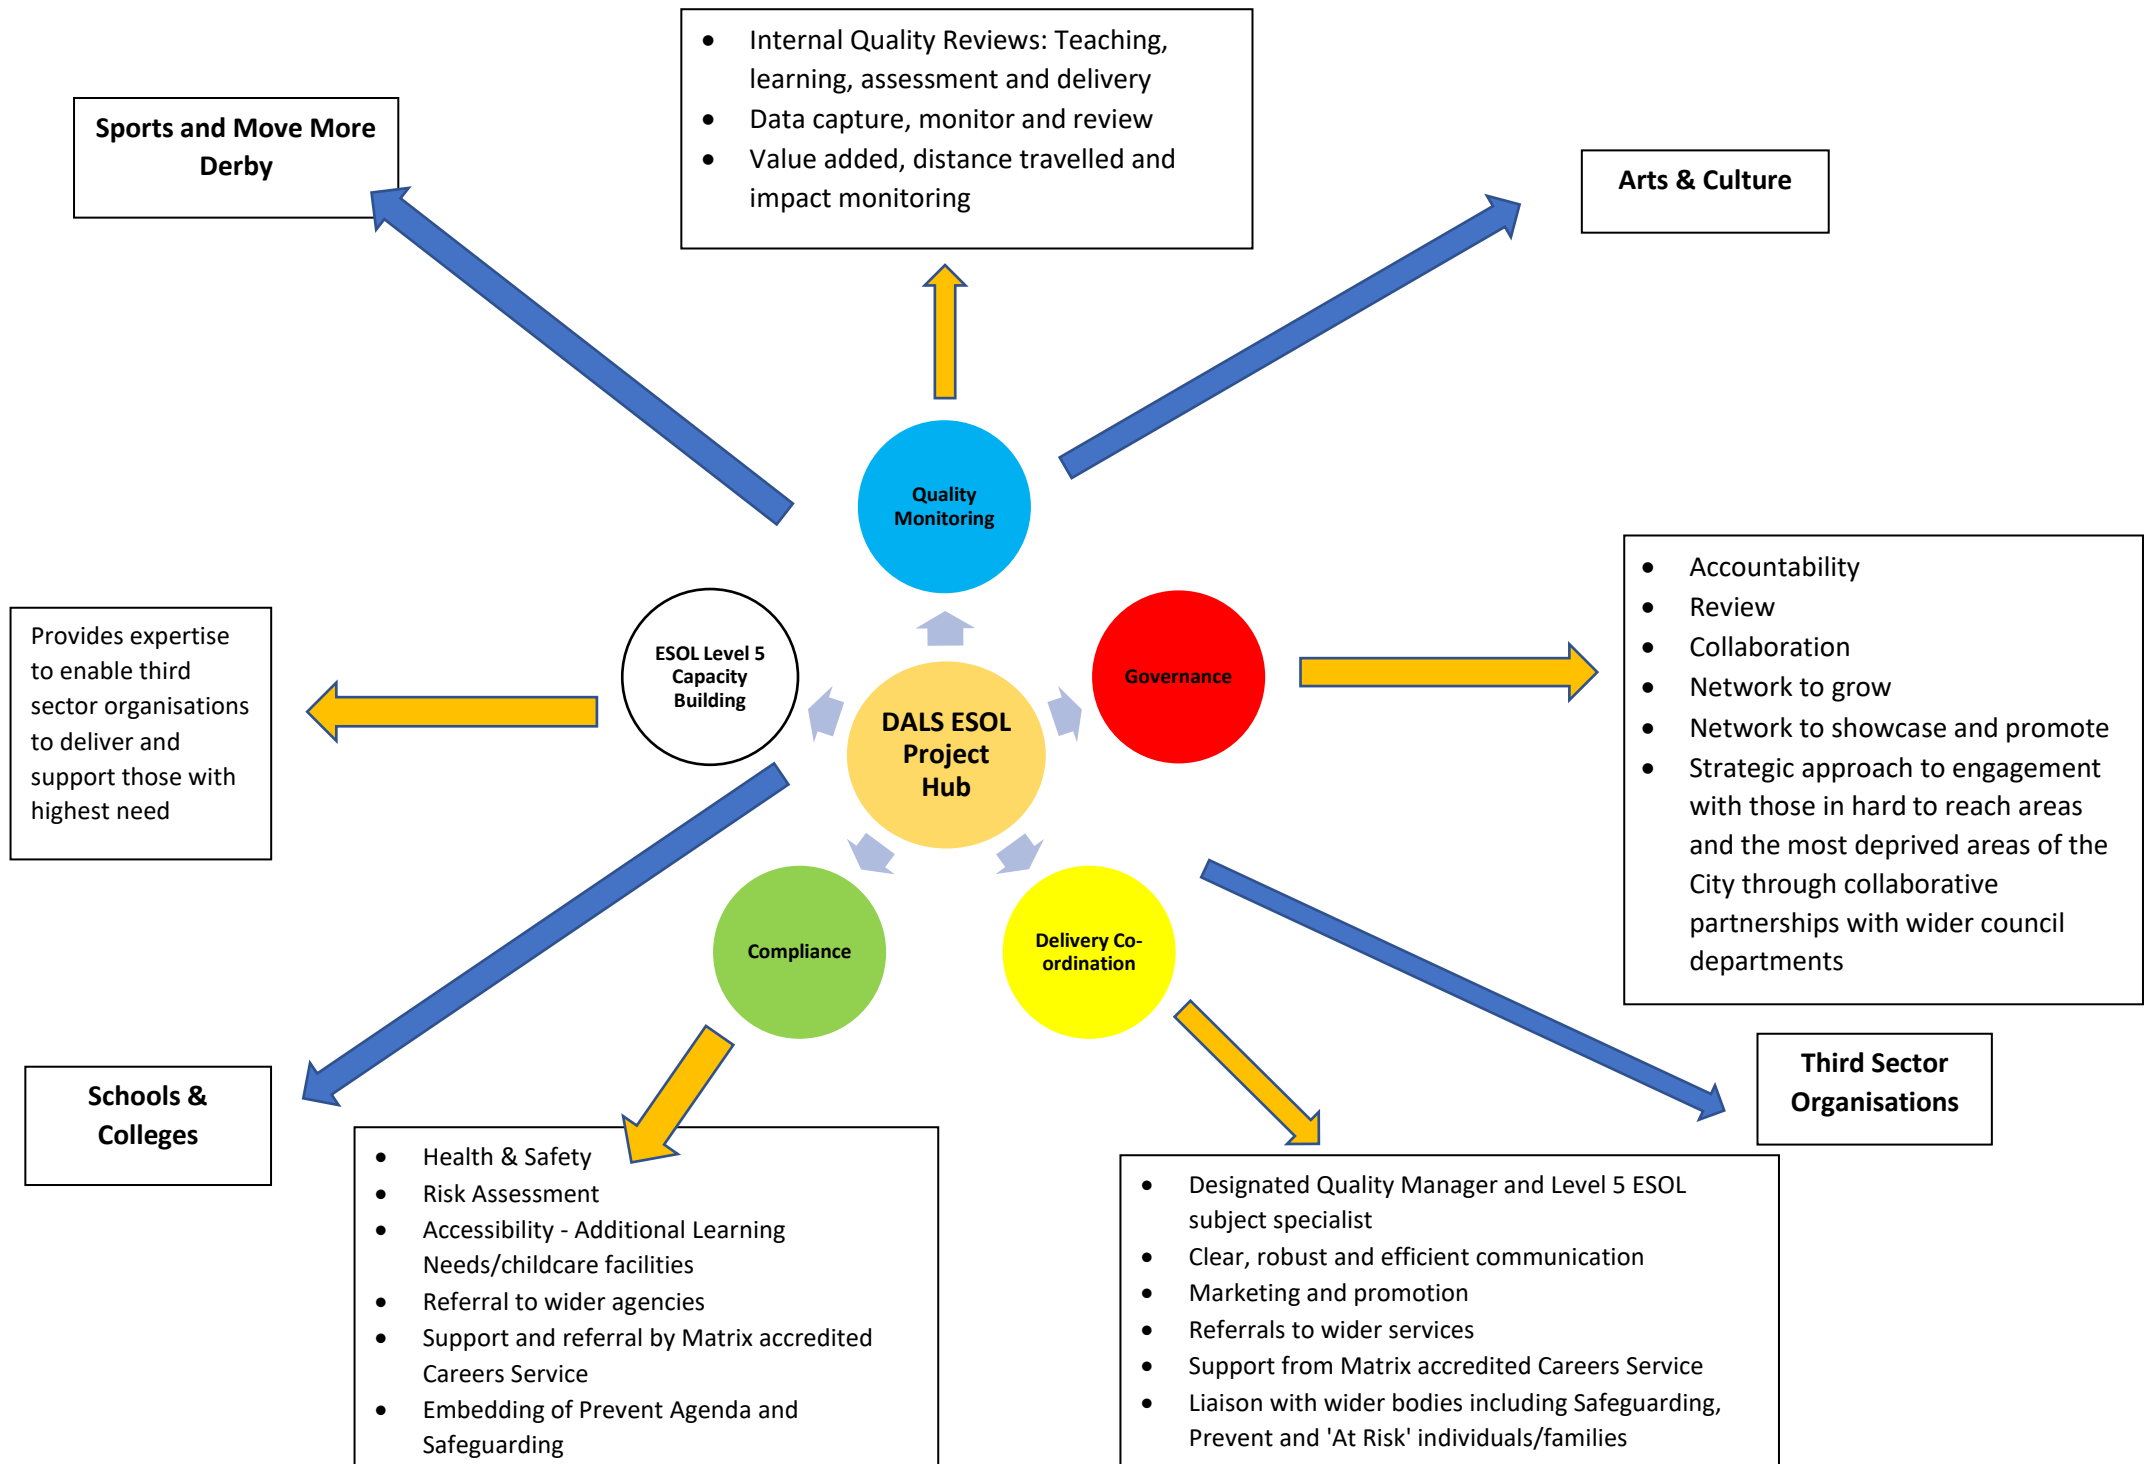 Internal Quality Reviews: Teaching,
learning, assessment and delivery
Data capture, monitor and review
Value added, distance travelled and
impact monitoring
Sports and Move More
Derby
Arts & Culture
Quality
Monitoring
Accountability
Review
Collaboration
Network to grow
Network to showcase and promote
Strategic approach to engagement
with those in hard to reach areas
and the most deprived areas of the
City through collaborative
partnerships with wider council
departments
Provides expertise
to enable third
sector organisations
to deliver and
support those with
highest need
ESOL Level 5
Capacity
Building
Governance
DALS ESOL
Project
Hub
Compliance
Delivery Co-
ordination
Schools &
Colleges
Third Sector
Organisations
Health & Safety
Risk Assessment
Accessibility - Additional Learning
Needs/childcare facilities
Referral to wider agencies
Support and referral by Matrix accredited
Careers Service
Embedding of Prevent Agenda and
Safeguarding
Designated Quality Manager and Level 5 ESOL
subject specialist
Clear, robust and efficient communication
Marketing and promotion
Referrals to wider services
Support from Matrix accredited Careers Service
Liaison with wider bodies including Safeguarding,
Prevent and 'At Risk' individuals/families